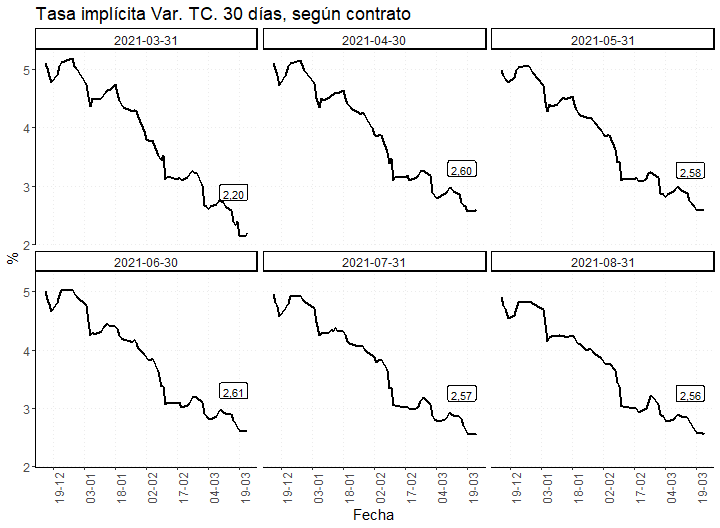 Tasa implícita Var. TC. 30 días, según contrato
2021-03-31 2021-04-30 2021-05-31
5
4
3
2
2,20 2,60 2,58
%
2021-06-30 2021-07-31 2021-08-31
5
4
3
2
2,61 2,57 2,56
19-12 03-01 18-01 02-02 17-02 04-03 19-03 19-12 03-01 18-01 02-02 17-02 04-03 19-03 19-12 03-01 18-01 02-02 17-02 04-03 19-03
Fecha